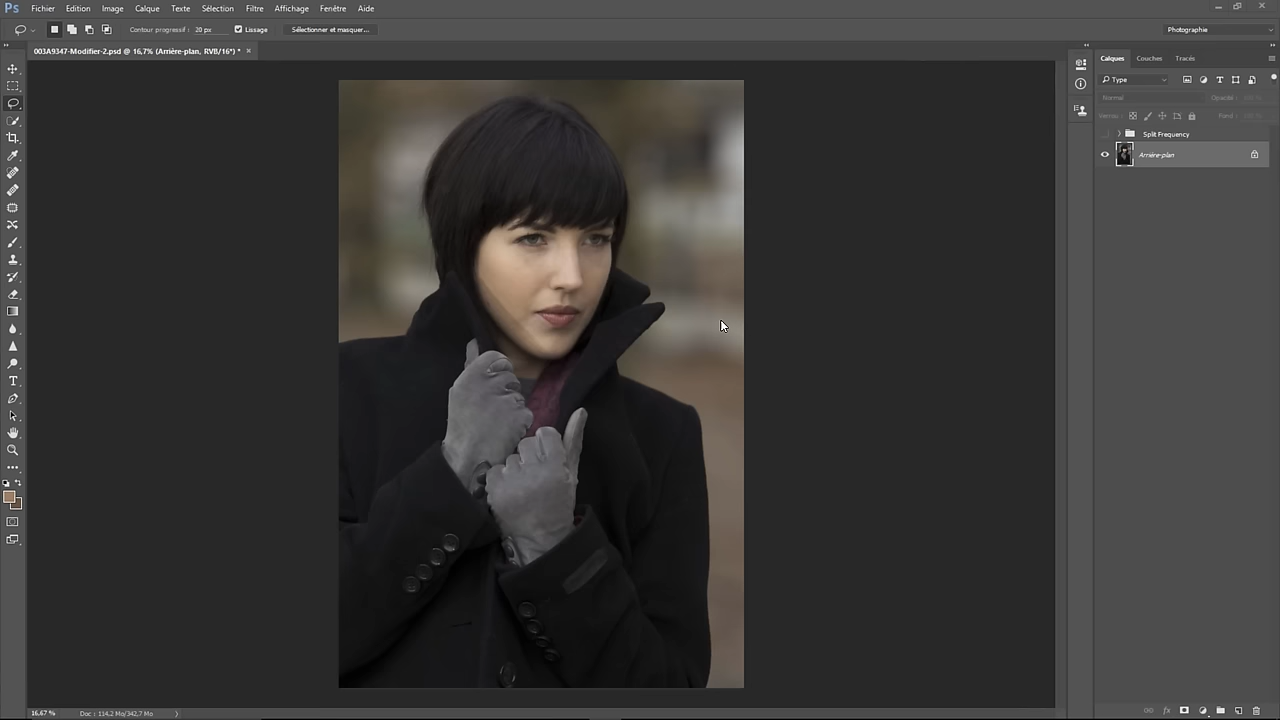 Ps Fichier Edition Image Calque Texte Sélection Filtre Affichage Fenêtre Aide
Contour progressif : 20 px Lissage Sélectionner et masquer... Photographie
003A9347-Modifier-2.psd @ 16,7% (Arrière-plan, RVB/16*) * ×
Calques Couches Tracés
Type
Normal Opacité : 100 %
Verrou : Fond : 100 %
Split Frequency
Arrière-plan
16,67 % Doc : 114,2 Mo/342,7 Mo